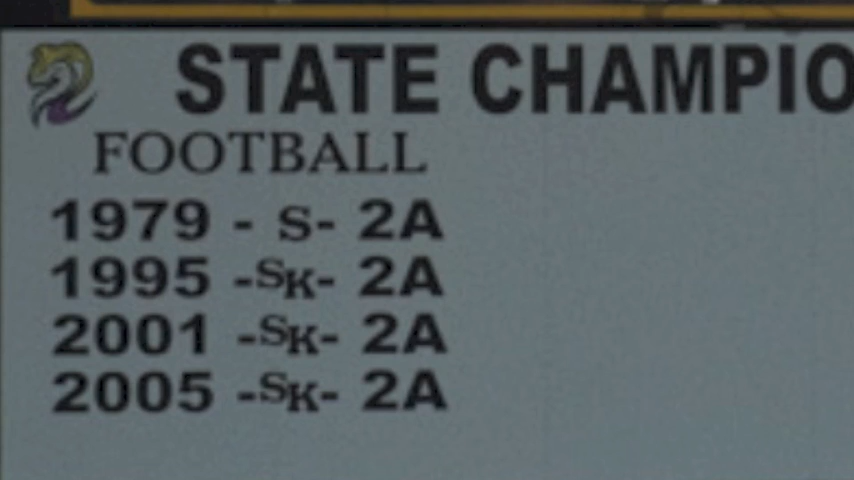 STATE CHAMPIO
FOOTBALL
1979 - S- 2A
1995 -SK- 2A
2001 -SK- 2A
2005 -SK- 2A